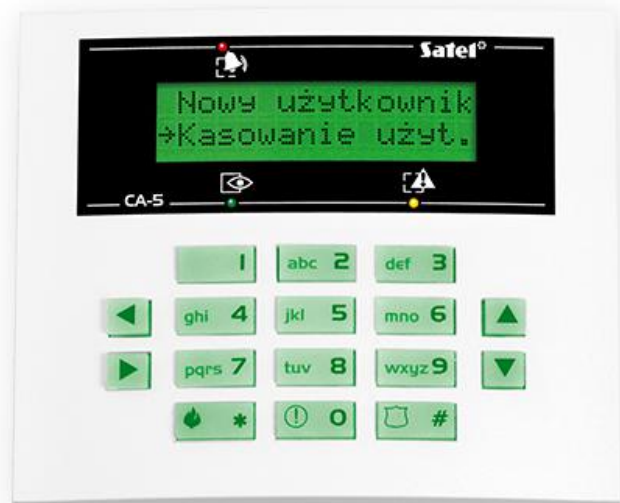 Satel
Nowy użytkownik
→Kasowanie użyt.
CA-5
1 abc 2 def 3
ghi 4 jkl 5 mno 6
pqrs 7 tuv 8 wxyz 9
* 0 #